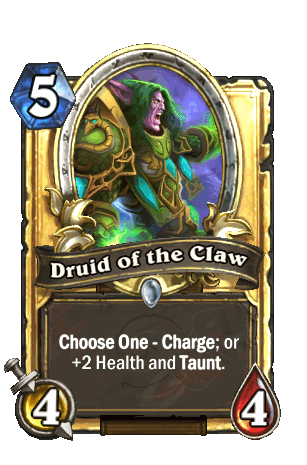 5
Druid of the Claw
Choose One - Charge; or
+2 Health and Taunt.
4
4